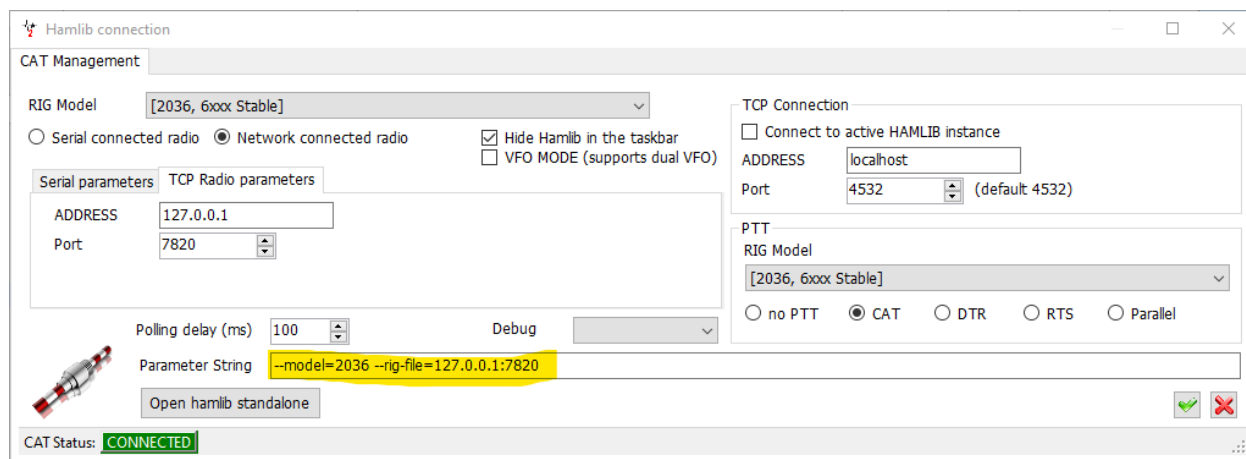 Hamlib connection
CAT Management
RIG Model [2036, 6xxx Stable]
Serial connected radio Network connected radio
Hide Hamlib in the taskbar
VFO MODE (supports dual VFO)
Serial parameters TCP Radio parameters
ADDRESS 127.0.0.1
Port 7820
TCP Connection
Connect to active HAMLIB instance
ADDRESS localhost
Port 4532 (default 4532)
PTT
RIG Model
[2036, 6xxx Stable]
no PTT CAT DTR RTS Parallel
Polling delay (ms) 100 Debug
Parameter String --model=2036 --rig-file=127.0.0.1:7820
Open hamlib standalone
CAT Status: CONNECTED